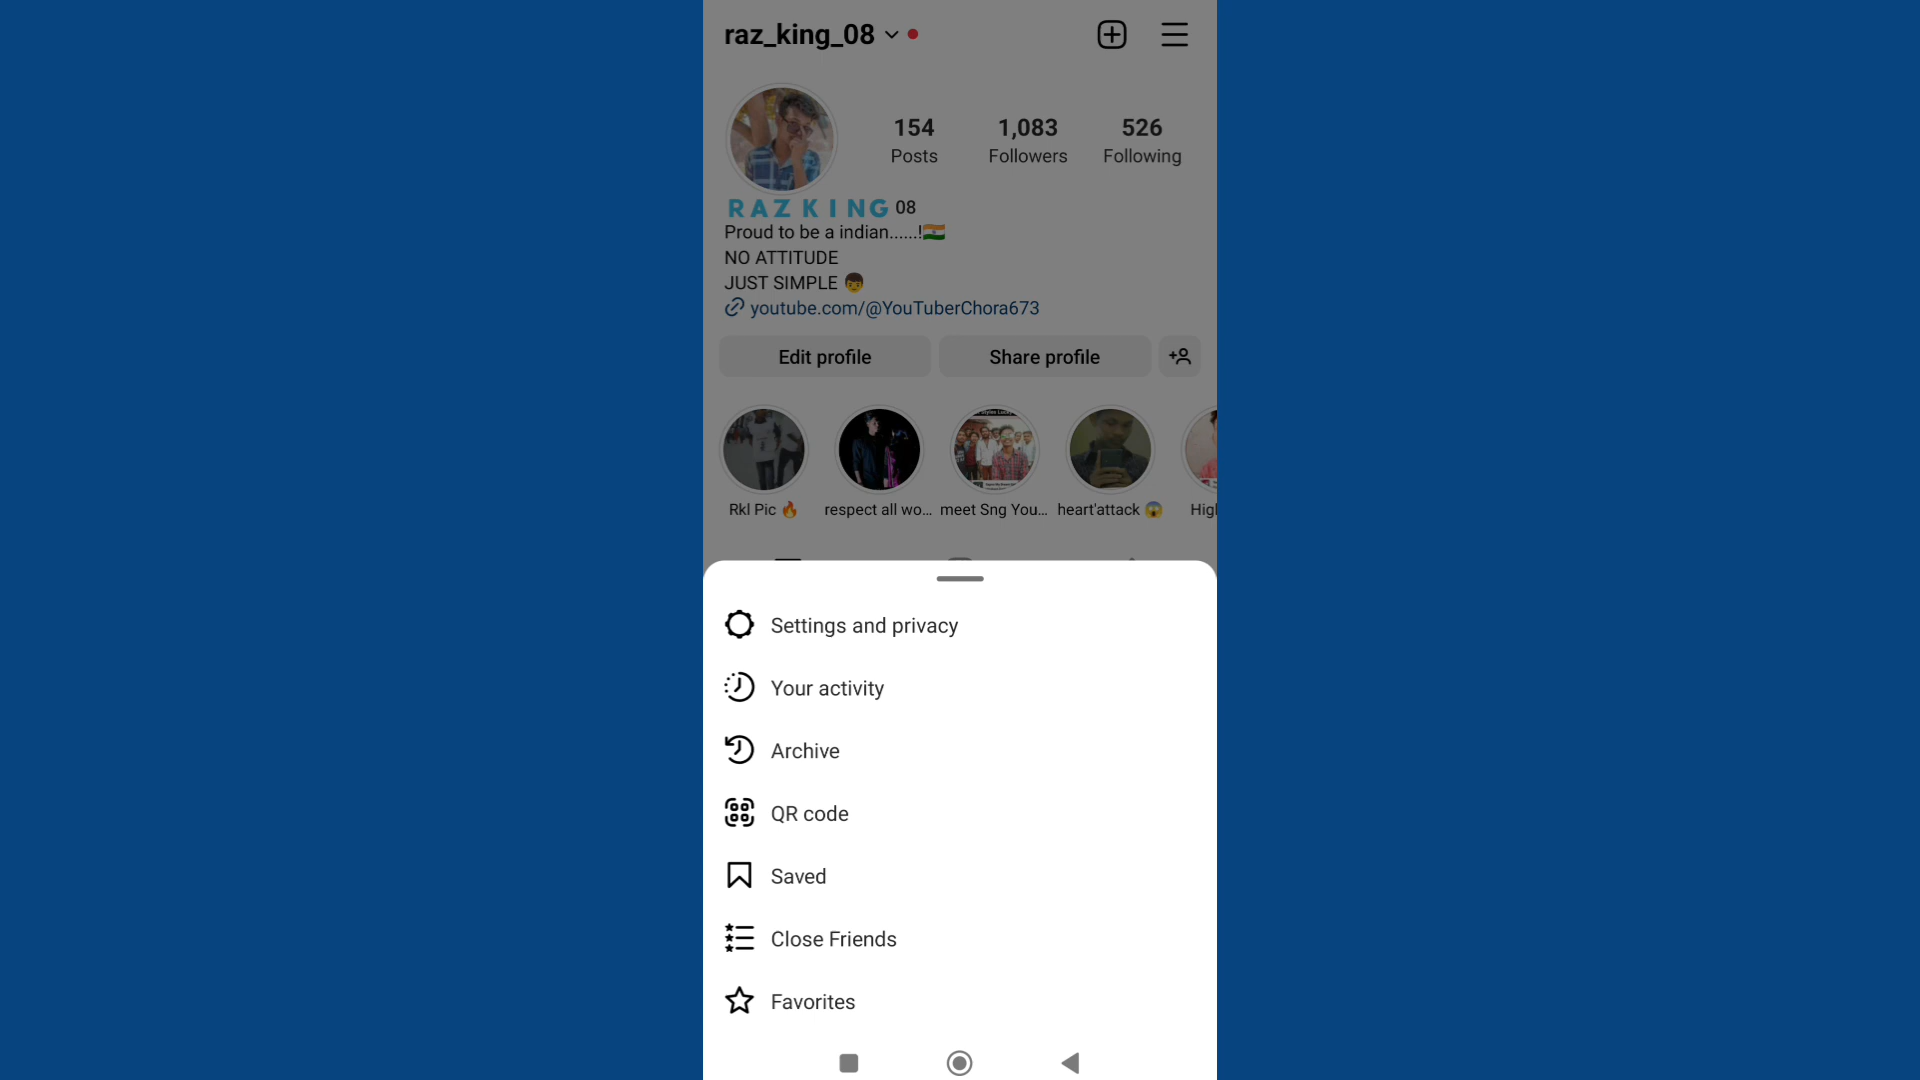 raz_king_08
154 1,083 526
Posts Followers Following
RAZ KING 08
Proud to be a indian......!🇮🇳
NO ATTITUDE
JUST SIMPLE 👦
youtube.com/@YouTuberChora673
Edit profile Share profile
Rkl Pic 🔥 respect all wo... meet Sng You... heart'attack 😱 High
Settings and privacy
Your activity
Archive
QR code
Saved
Close Friends
Favorites